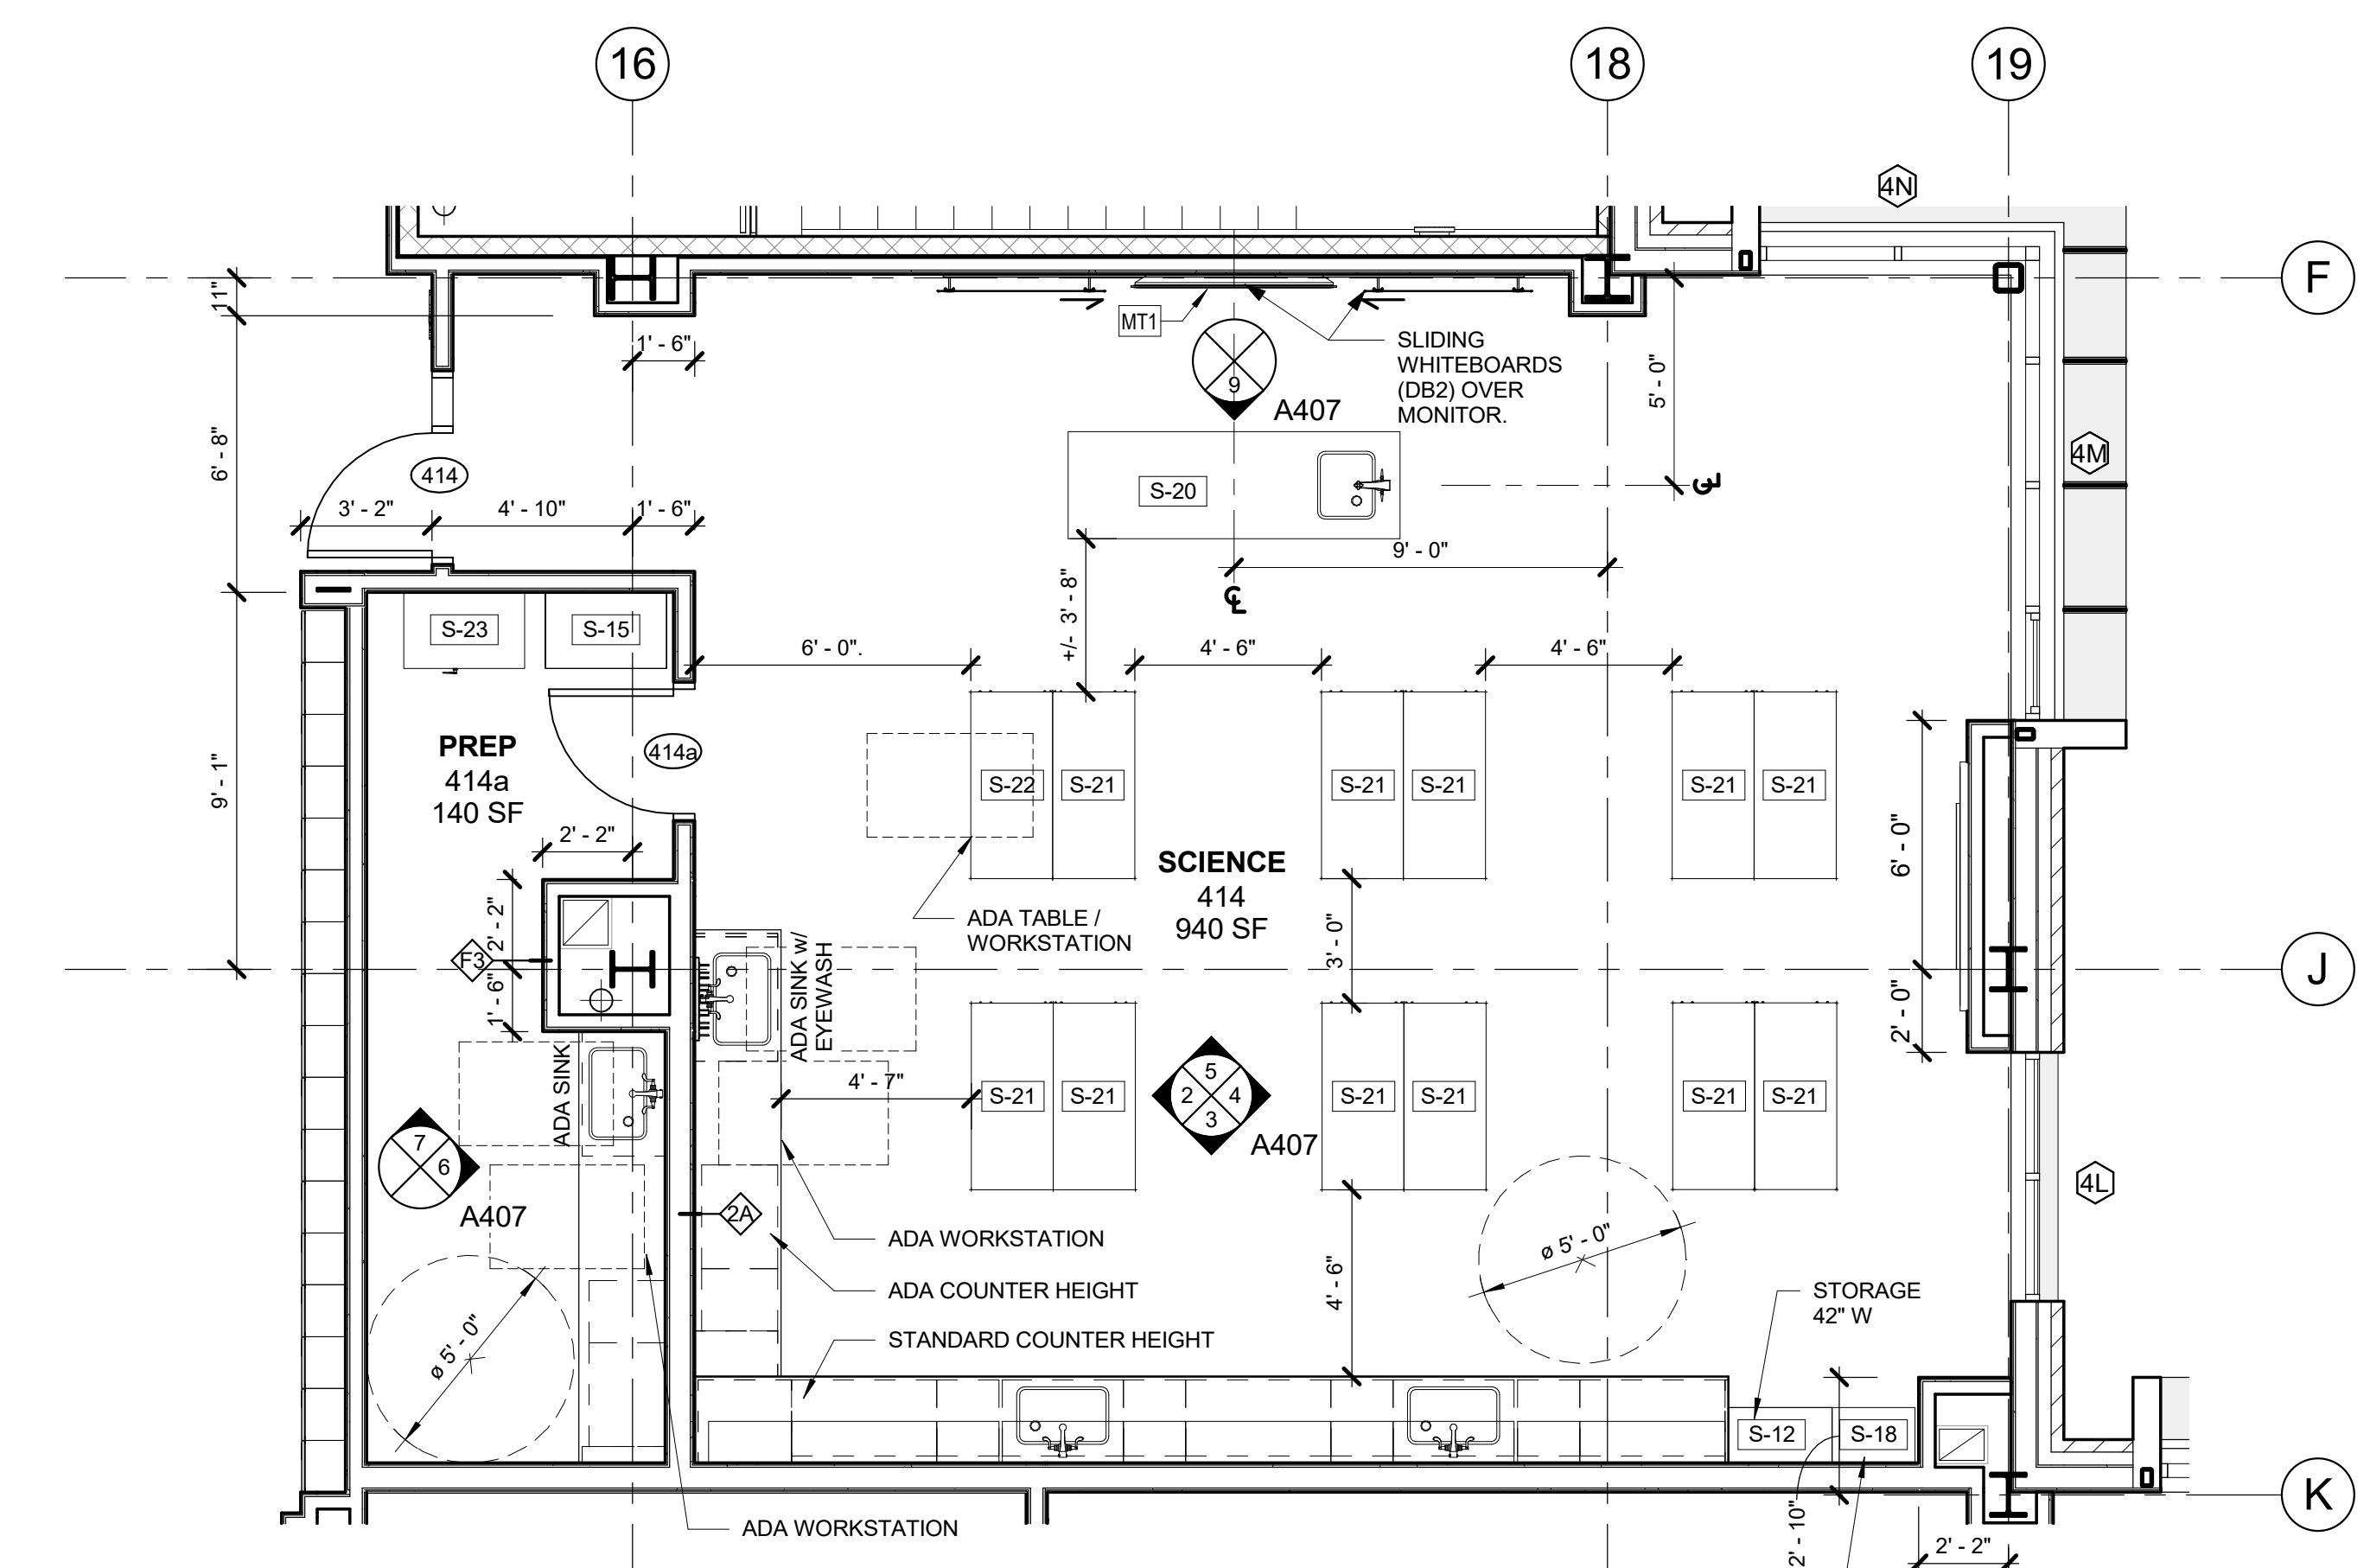 16
18
19
4N
F
11"
1' - 6"
MT1
SLIDING
WHITEBOARDS
(DB2) OVER
MONITOR.
9
A407
5' - 0"
4M
6' - 8"
414
S-20
3' - 2"
4' - 10"
1' - 6"
9' - 0"
+/- 3' - 8"
S-23
S-15
6' - 0".
4' - 6"
4' - 6"
PREP
414a
140 SF
414a
9' - 1"
S-22
S-21
S-21
S-21
S-21
S-21
2' - 2"
SCIENCE
414
940 SF
6' - 0"
2' - 2"
ADA TABLE /
WORKSTATION
3' - 0"
F3
1' - 6"
ADA SINK w/
EYEWASH
J
2' - 0"
ADA SINK
4' - 7"
S-21
S-21
5
2
4
3
A407
S-21
S-21
S-21
S-21
7
6
A407
2A
4L
ADA WORKSTATION
ø 5' - 0"
ADA COUNTER HEIGHT
4' - 6"
STORAGE
42" W
STANDARD COUNTER HEIGHT
ø 5' - 0"
S-12
S-18
K
ADA WORKSTATION
2' - 10"
2' - 2"